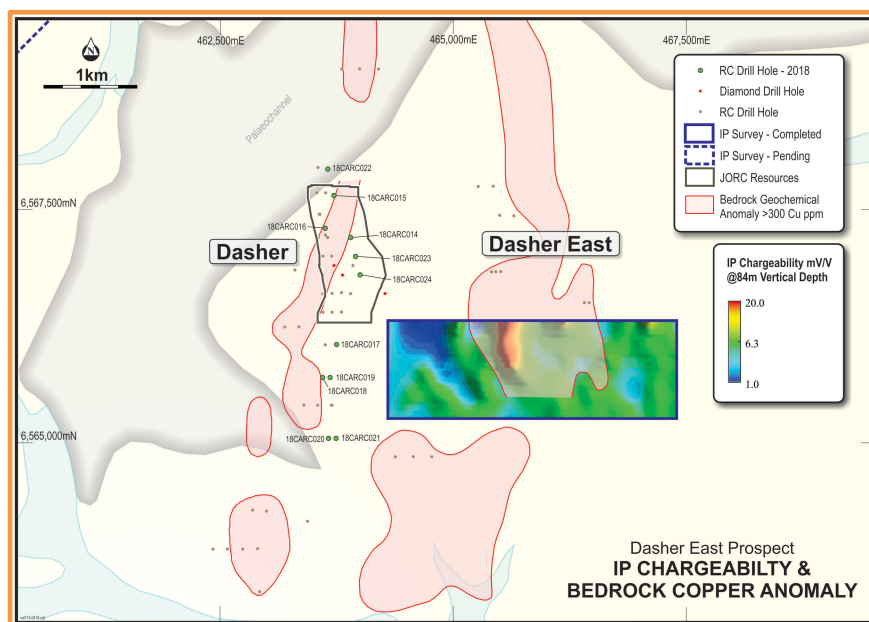 462,500mE
465,000mE
467,500mE
N
1km
Palaeochannel
RC Drill Hole - 2018
Diamond Drill Hole
RC Drill Hole
IP Survey - Completed
IP Survey - Pending
JORC Resources
Bedrock Geochemical
Anomaly >300 Cu ppm
18CARC022
6,567,500mN
18CARC015
18CARC016
18CARC014
Dasher
Dasher East
18CARC023
18CARC024
IP Chargeability mV/V
@84m Vertical Depth
20.0
6.3
1.0
18CARC017
18CARC019
18CARC018
6,565,000mN
18CARC020
18CARC021
Dasher East Prospect
IP CHARGEABILTY &
BEDROCK COPPER ANOMALY